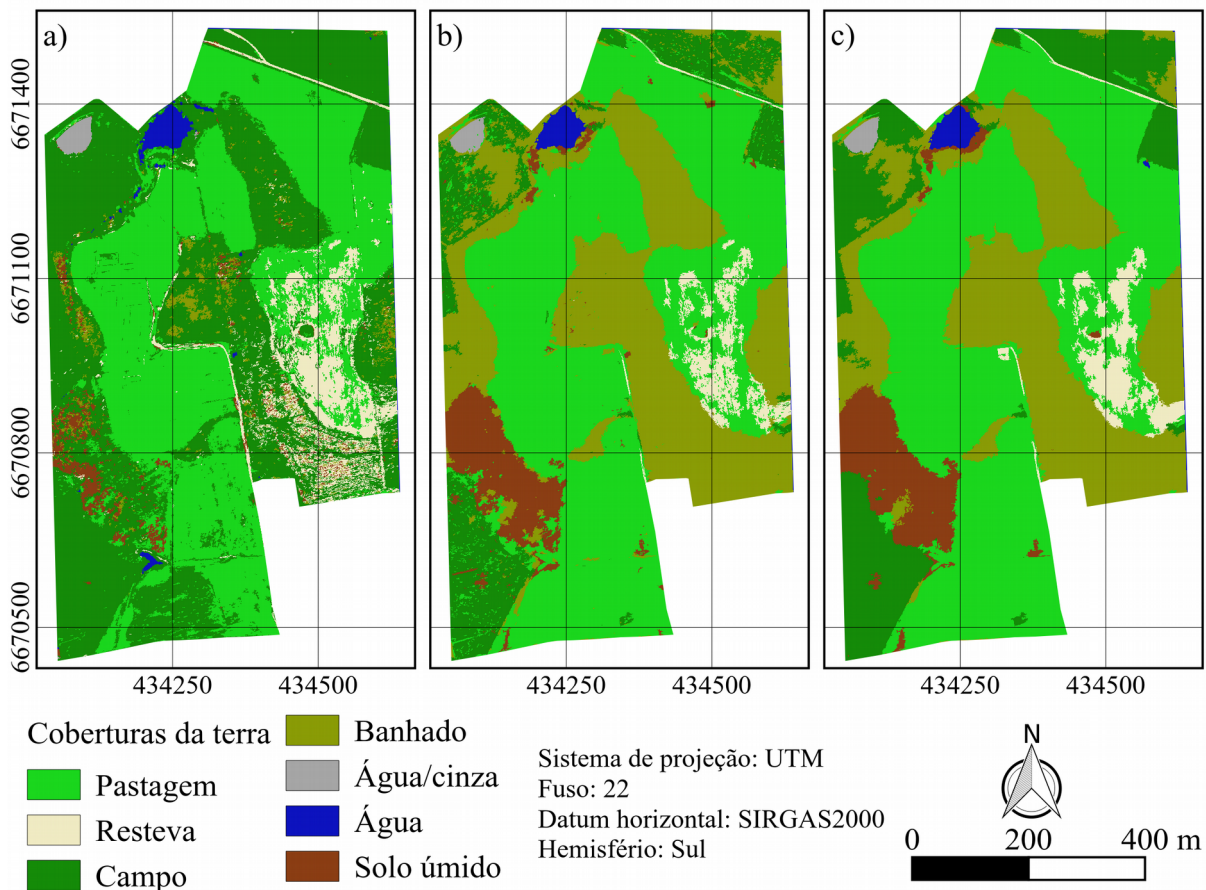 a)
b)
c)
6671400
6671100
6670800
6670500
434250
434500
434250
434500
434250
434500
Coberturas da terra
Pastagem
Resteva
Campo
Banhado
Água/cinza
Água
Solo úmido
Sistema de projeção: UTM
Fuso: 22
Datum horizontal: SIRGAS2000
Hemisfério: Sul
N
0
200
400 m